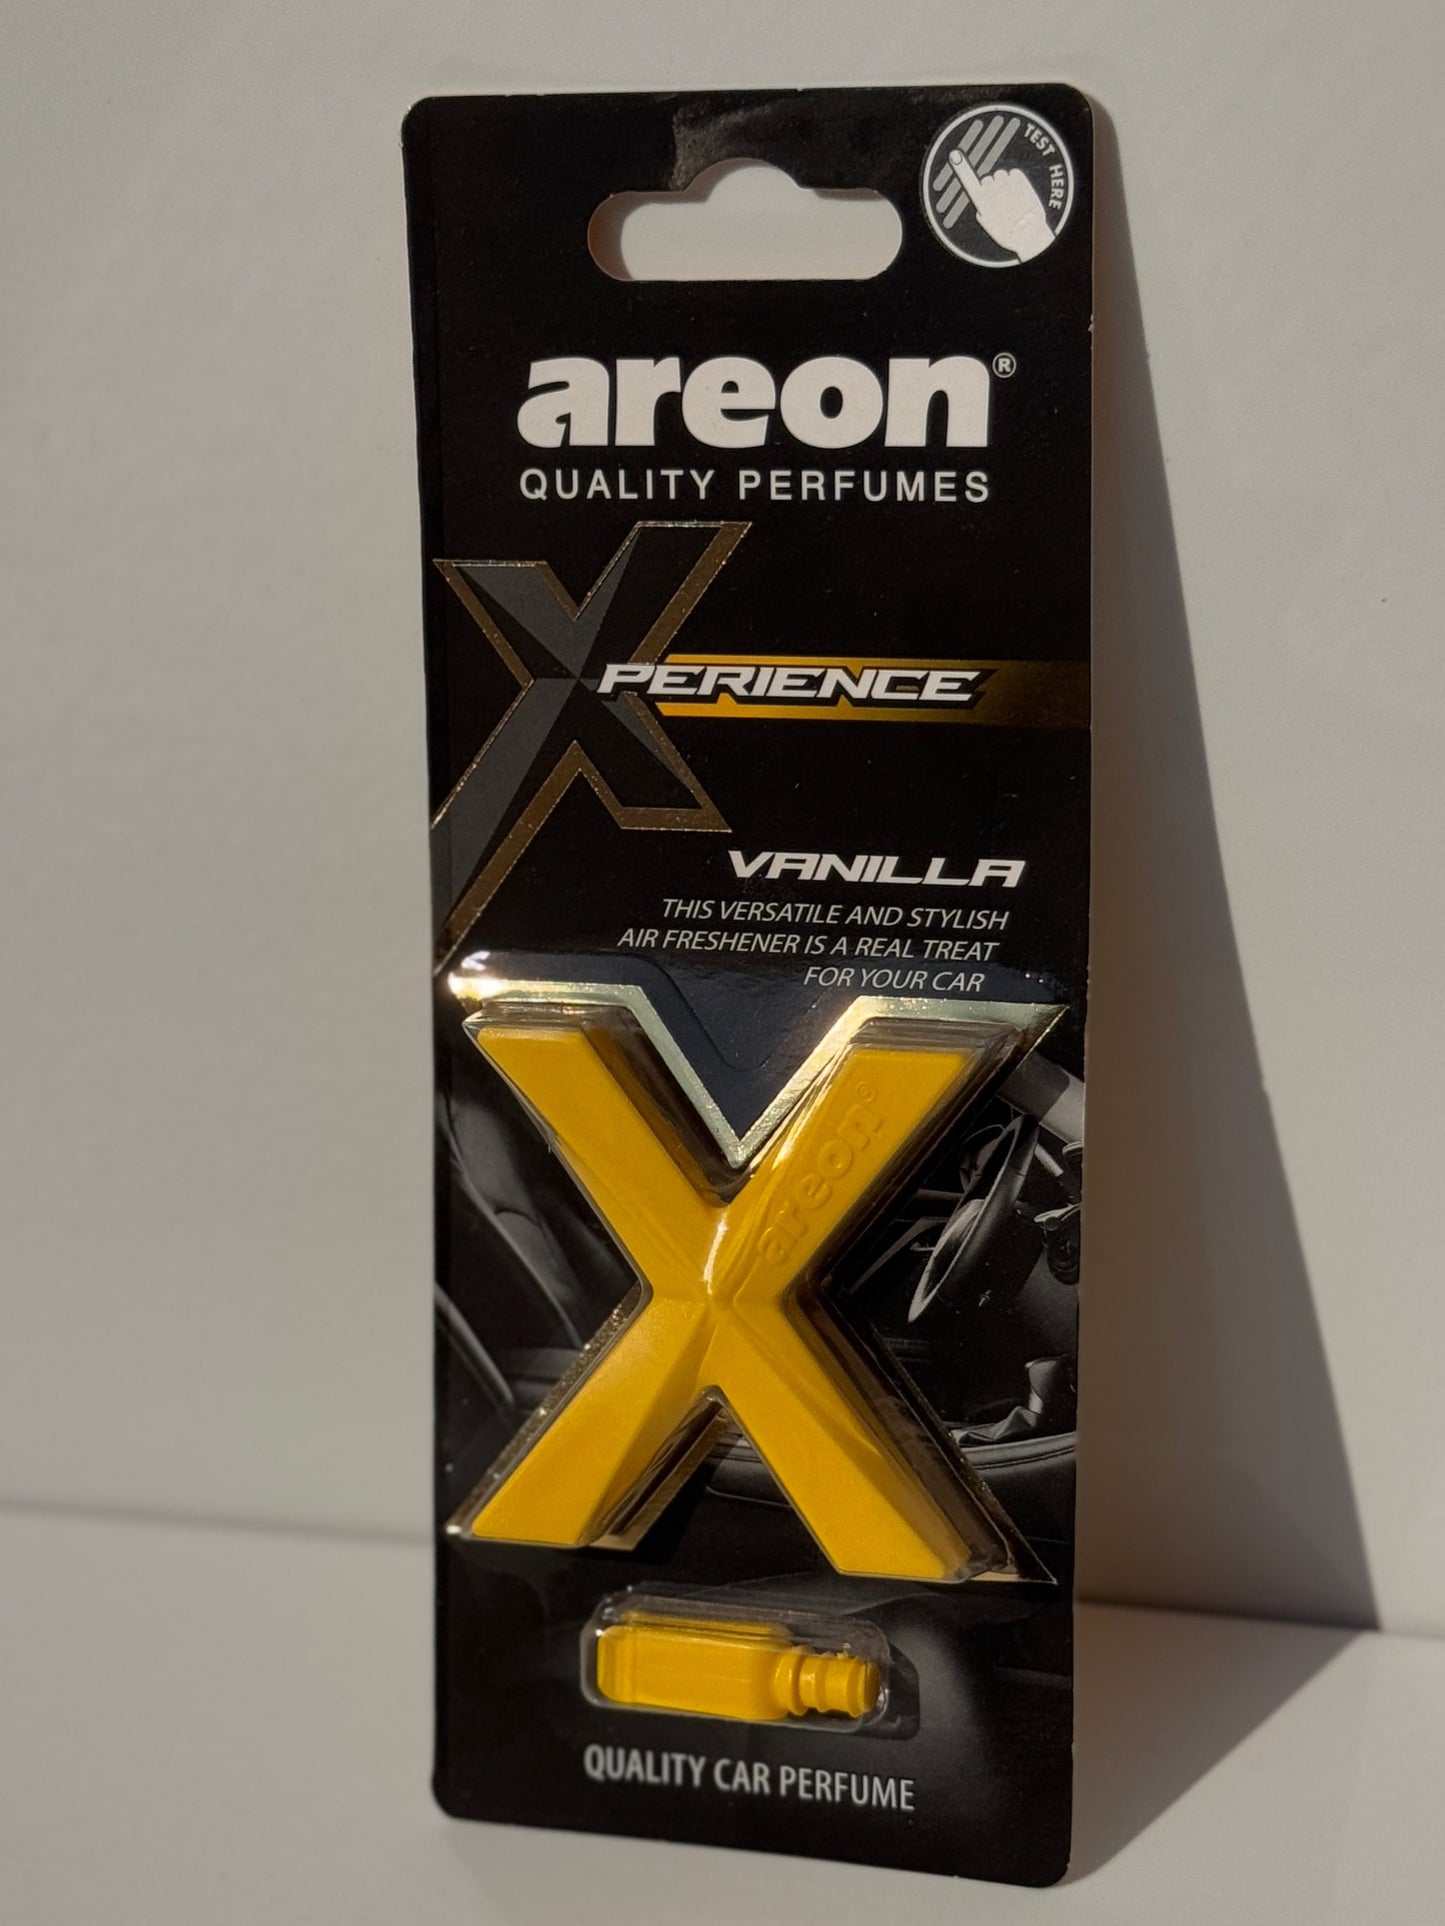 TEST HERE
areon®
QUALITY PERFUMES
XPERIENCE
VANILLA
THIS VERSATILE AND STYLISH
AIR FRESHENER IS A REAL TREAT
FOR YOUR CAR
areon®
QUALITY CAR PERFUME